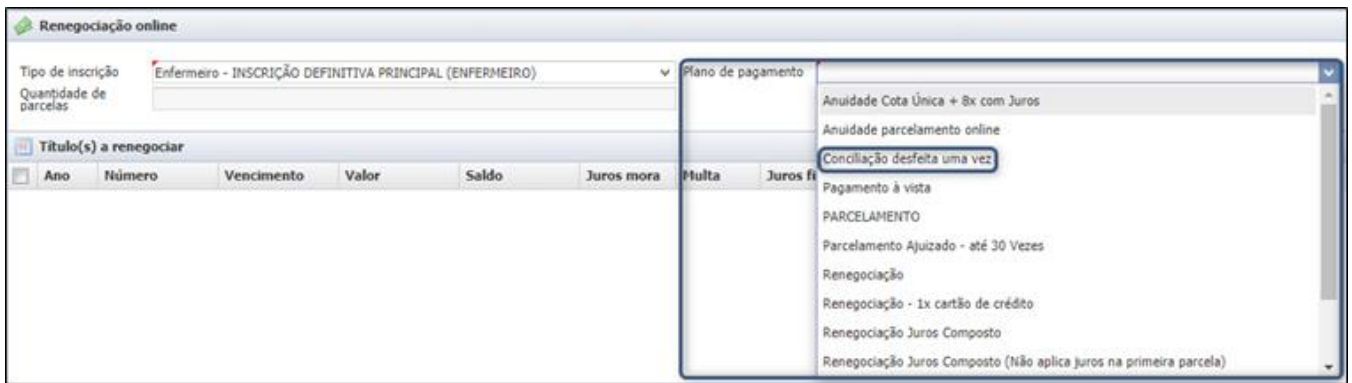 Renegociação online
Tipo de inscrição
Enfermeiro - INSCRIÇÃO DEFINITIVA PRINCIPAL (ENFERMEIRO)
Plano de pagamento
Quantidade de
parcelas
Anuidade Cota Única + 8x com Juros
Anuidade parcelamento online
Conciliação desfeita uma vez
Pagamento à vista
PARCELAMENTO
Parcelamento Ajuizado - até 30 Vezes
Renegociação
Renegociação - 1x cartão de crédito
Renegociação Juros Composto
Renegociação Juros Composto (Não aplica juros na primeira parcela)
Título(s) a renegociar
Ano Número Vencimento Valor Saldo Juros mora Multa Juros